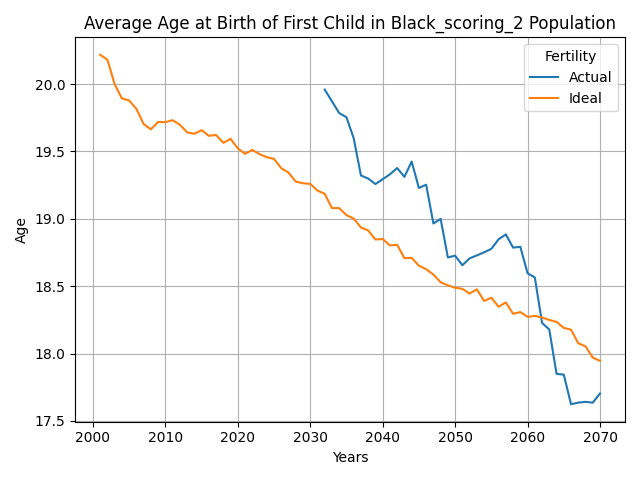 Average Age at Birth of First Child in Black_scoring_2 Population
Fertility
Actual
Ideal
Age
20.0
19.5
19.0
18.5
18.0
17.5
2000 2010 2020 2030 2040 2050 2060 2070
Years